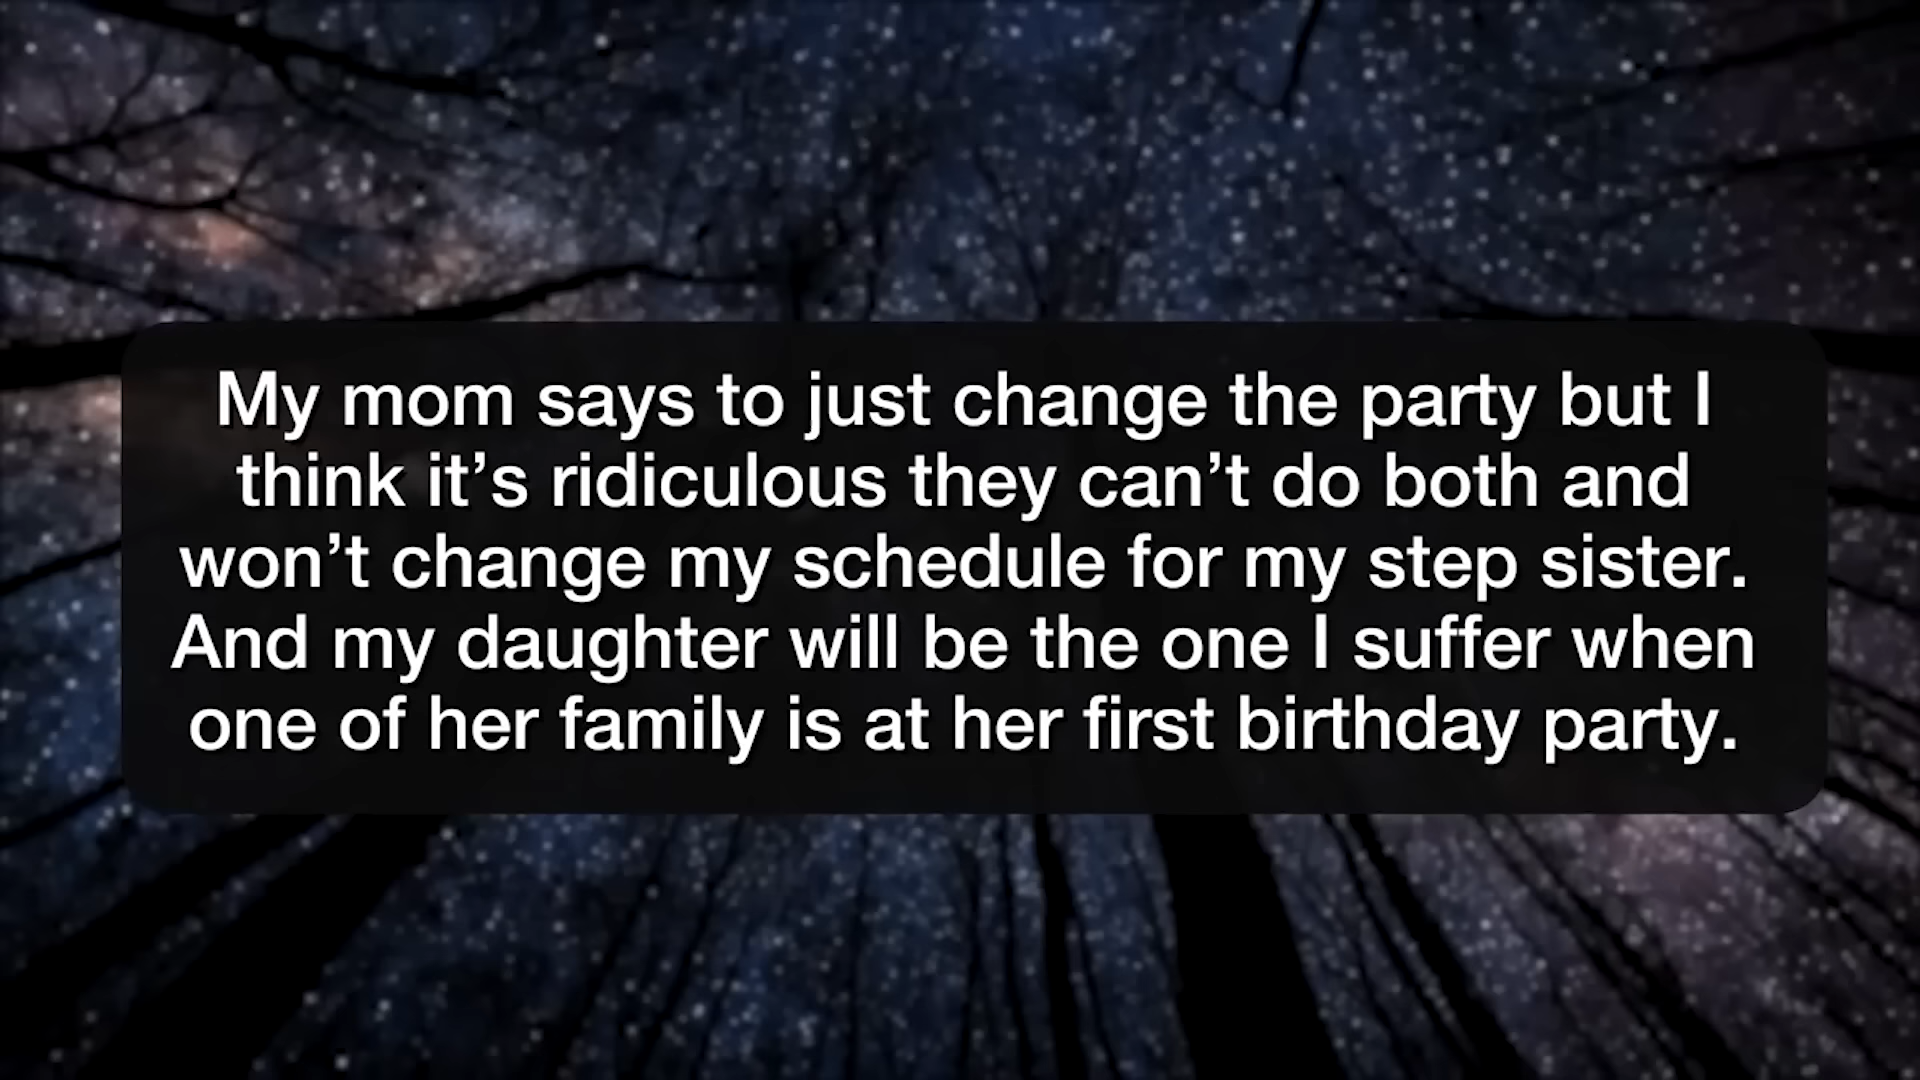 My mom says to just change the party but I
think it’s ridiculous they can’t do both and
won’t change my schedule for my step sister.
And my daughter will be the one I suffer when
one of her family is at her first birthday party.